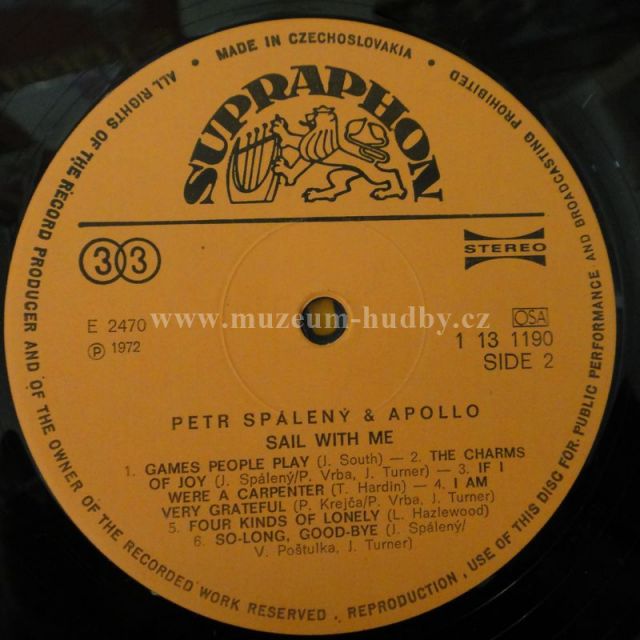 ALL RIGHTS OF THE RECORD PRODUCER AND OF THE OWNER OF THE RECORDED WORK RESERVED . REPRODUCTION , USE OF THIS DISC FOR PUBLIC PERFORMANCE AND BROADCASTING PROHIBITED
• MADE IN CZECHOSLOVAKIA •
SUPRAPHON
33
STEREO
www.muzeum-hudby.cz
E 2470
Ⓟ 1972
OSA
1 13 1190
SIDE 2
PETR SPÁLENÝ & APOLLO
SAIL WITH ME
1. GAMES PEOPLE PLAY (J. South) — 2. THE CHARMS
OF JOY (J. Spálený/P. Vrba, J. Turner) — 3. IF I
WERE A CARPENTER (T. Hardin) — 4. I AM
VERY GRATEFUL (P. Krejča/P. Vrba, J. Turner)
5. FOUR KINDS OF LONELY (L. Hazlewood)
6. SO-LONG, GOOD-BYE (J. Spálený/
V. Poštulka, J. Turner)